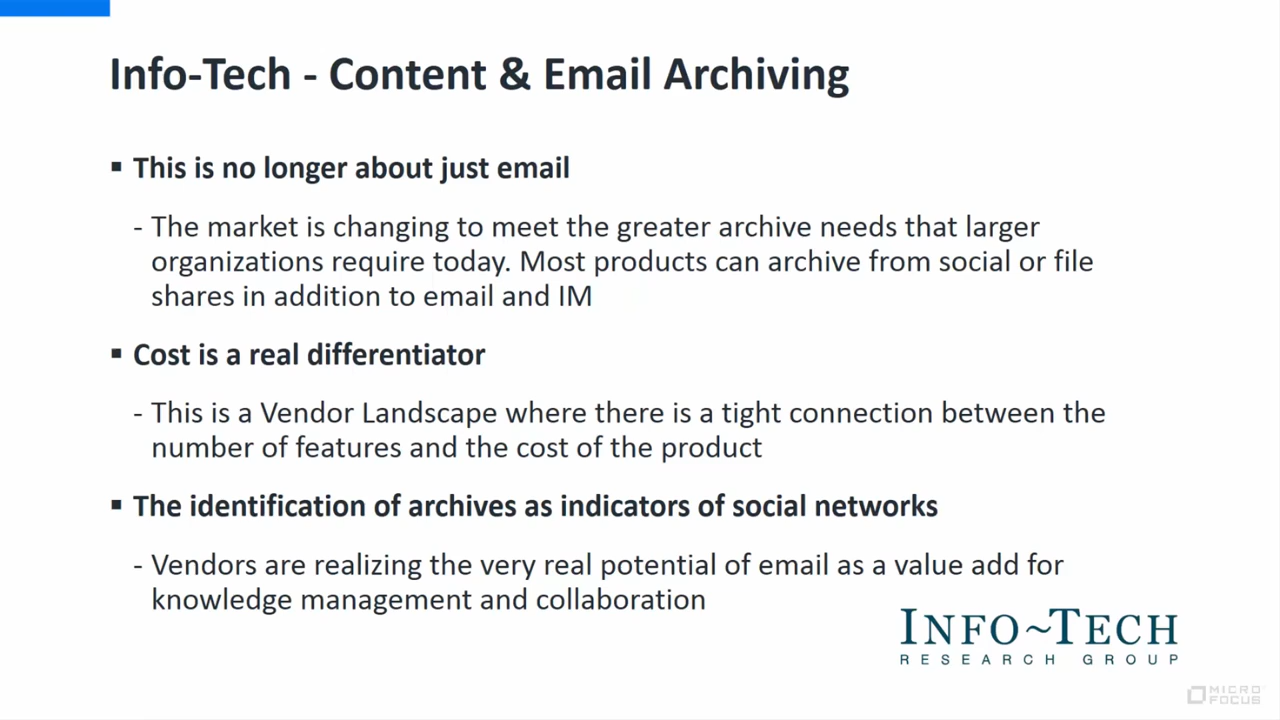 Info-Tech - Content & Email Archiving
▪ This is no longer about just email
- The market is changing to meet the greater archive needs that larger
organizations require today. Most products can archive from social or file
shares in addition to email and IM
▪ Cost is a real differentiator
- This is a Vendor Landscape where there is a tight connection between the
number of features and the cost of the product
▪ The identification of archives as indicators of social networks
- Vendors are realizing the very real potential of email as a value add for
knowledge management and collaboration
INFO~TECH
RESEARCH GROUP
MICRO
FOCUS